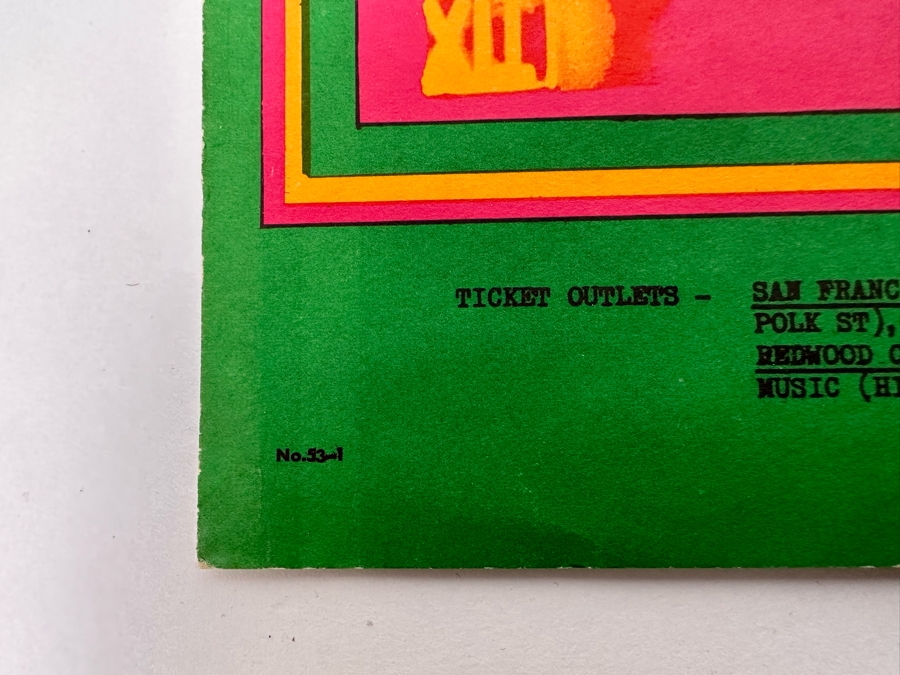 TICKET OUTLETS – SAN FRANC
POLK ST),
REDWOOD C
MUSIC (HI
No.53–1